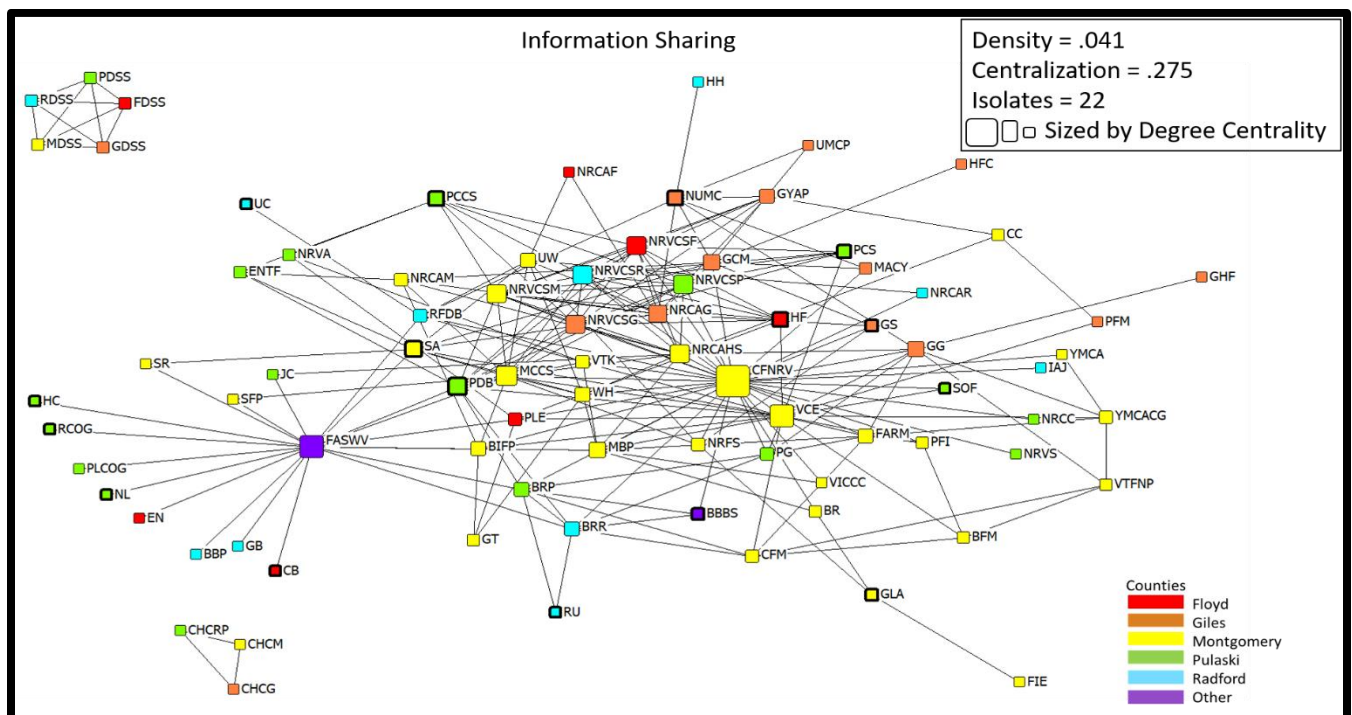 Information Sharing
Density = .041
Centralization = .275
Isolates = 22
Sized by Degree Centrality
PDSS
RDSS
FDSS
MDSS
GDSS
HH
UMCP
HFC
NRCAF
UC
PCCS
NUMC
GYAP
CC
NRVA
NRVCSF
PCS
UW
GCM
MACY
ENTF
NRCAM
NRVCSR
NRVCSP
GHF
NRVCSM
NRCAR
RFDB
NRCAG
HF
GS
PFM
NRVCSG
SA
NRCAHS
GG
YMCA
SR
VTK
IAJ
JC
MCCS
CFNRV
PDB
SOF
HC
SFP
WH
RCOG
PLE
VCE
NRCC
YMCACG
FASWV
FARM
BIFP
MBP
NRFS
PFI
PG
NRVS
PLCOG
NL
BRP
VICCC
VTFNP
EN
BBBS
BR
BRR
BFM
GB
BBP
GT
CFM
CB
GLA
RU
CHCRP
CHCM
CHCG
FIE
Counties
Floyd
Giles
Montgomery
Pulaski
Radford
Other